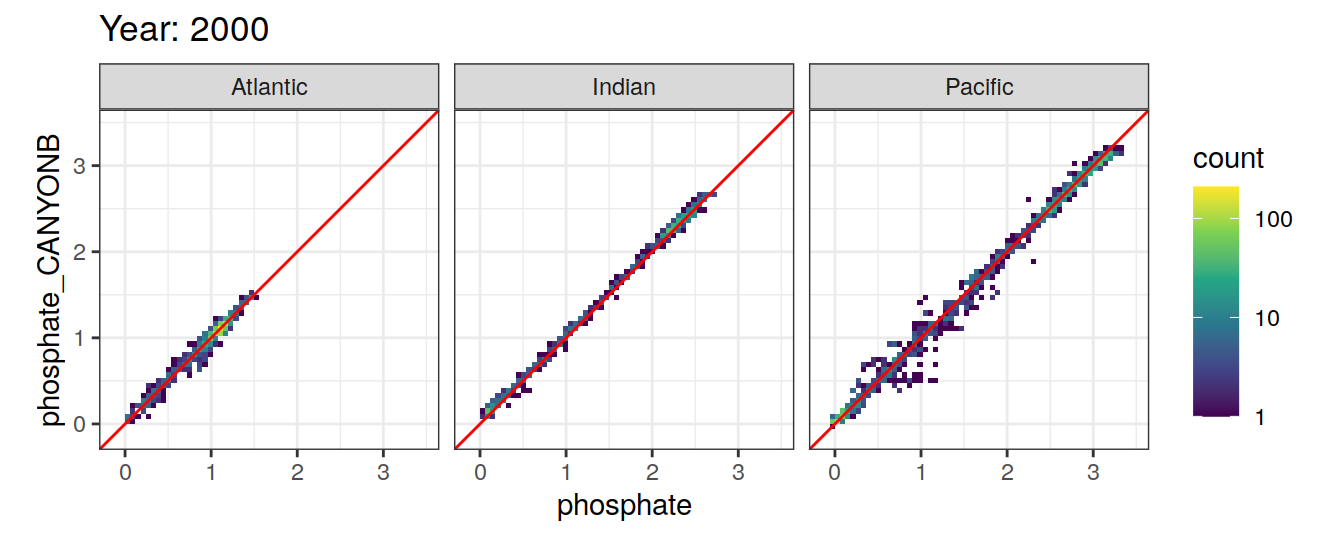 Year: 2000
Atlantic
Indian
Pacific
phosphate_CANYONB
3
2
1
0
0 1 2 3
0 1 2 3
0 1 2 3
phosphate
count
100
10
1